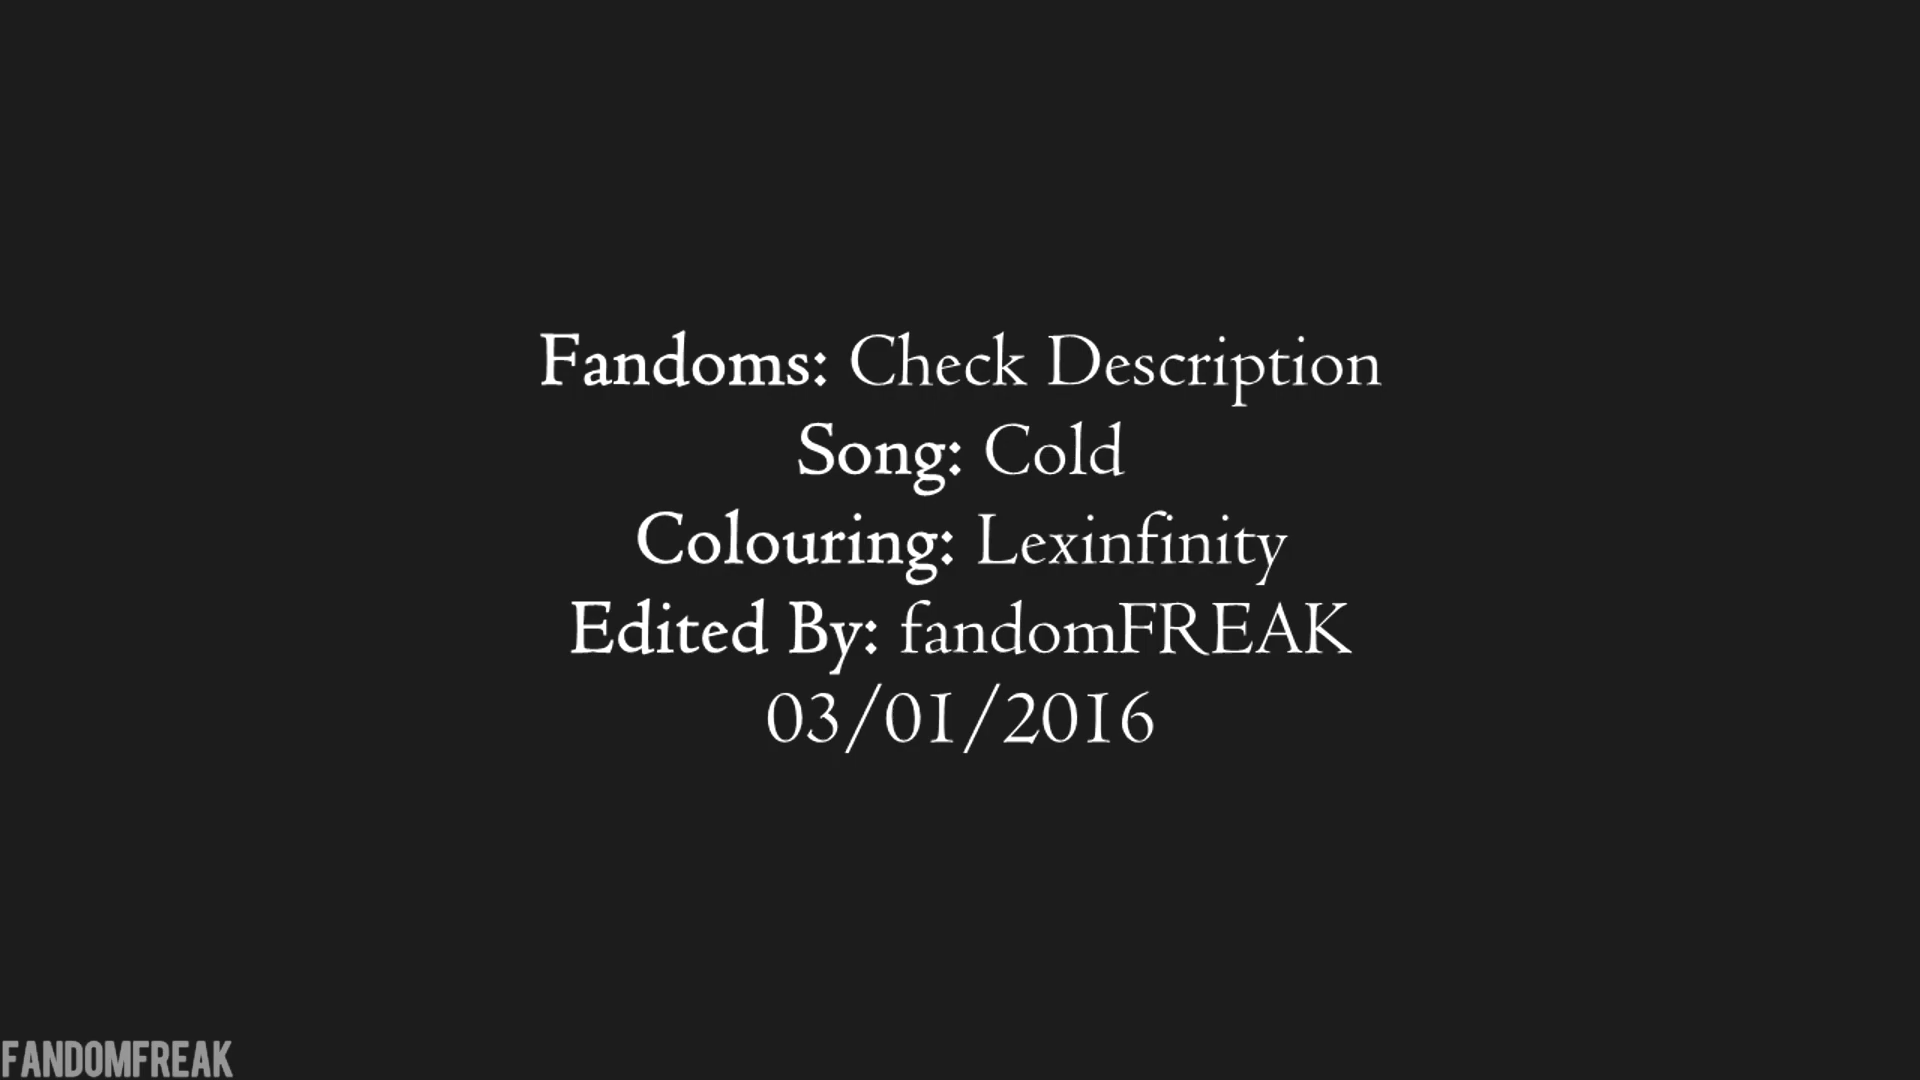 Fandoms: Check Description
Song: Cold
Colouring: Lexinfinity
Edited By: fandomFREAK
03/01/2016
FANDOMFREAK